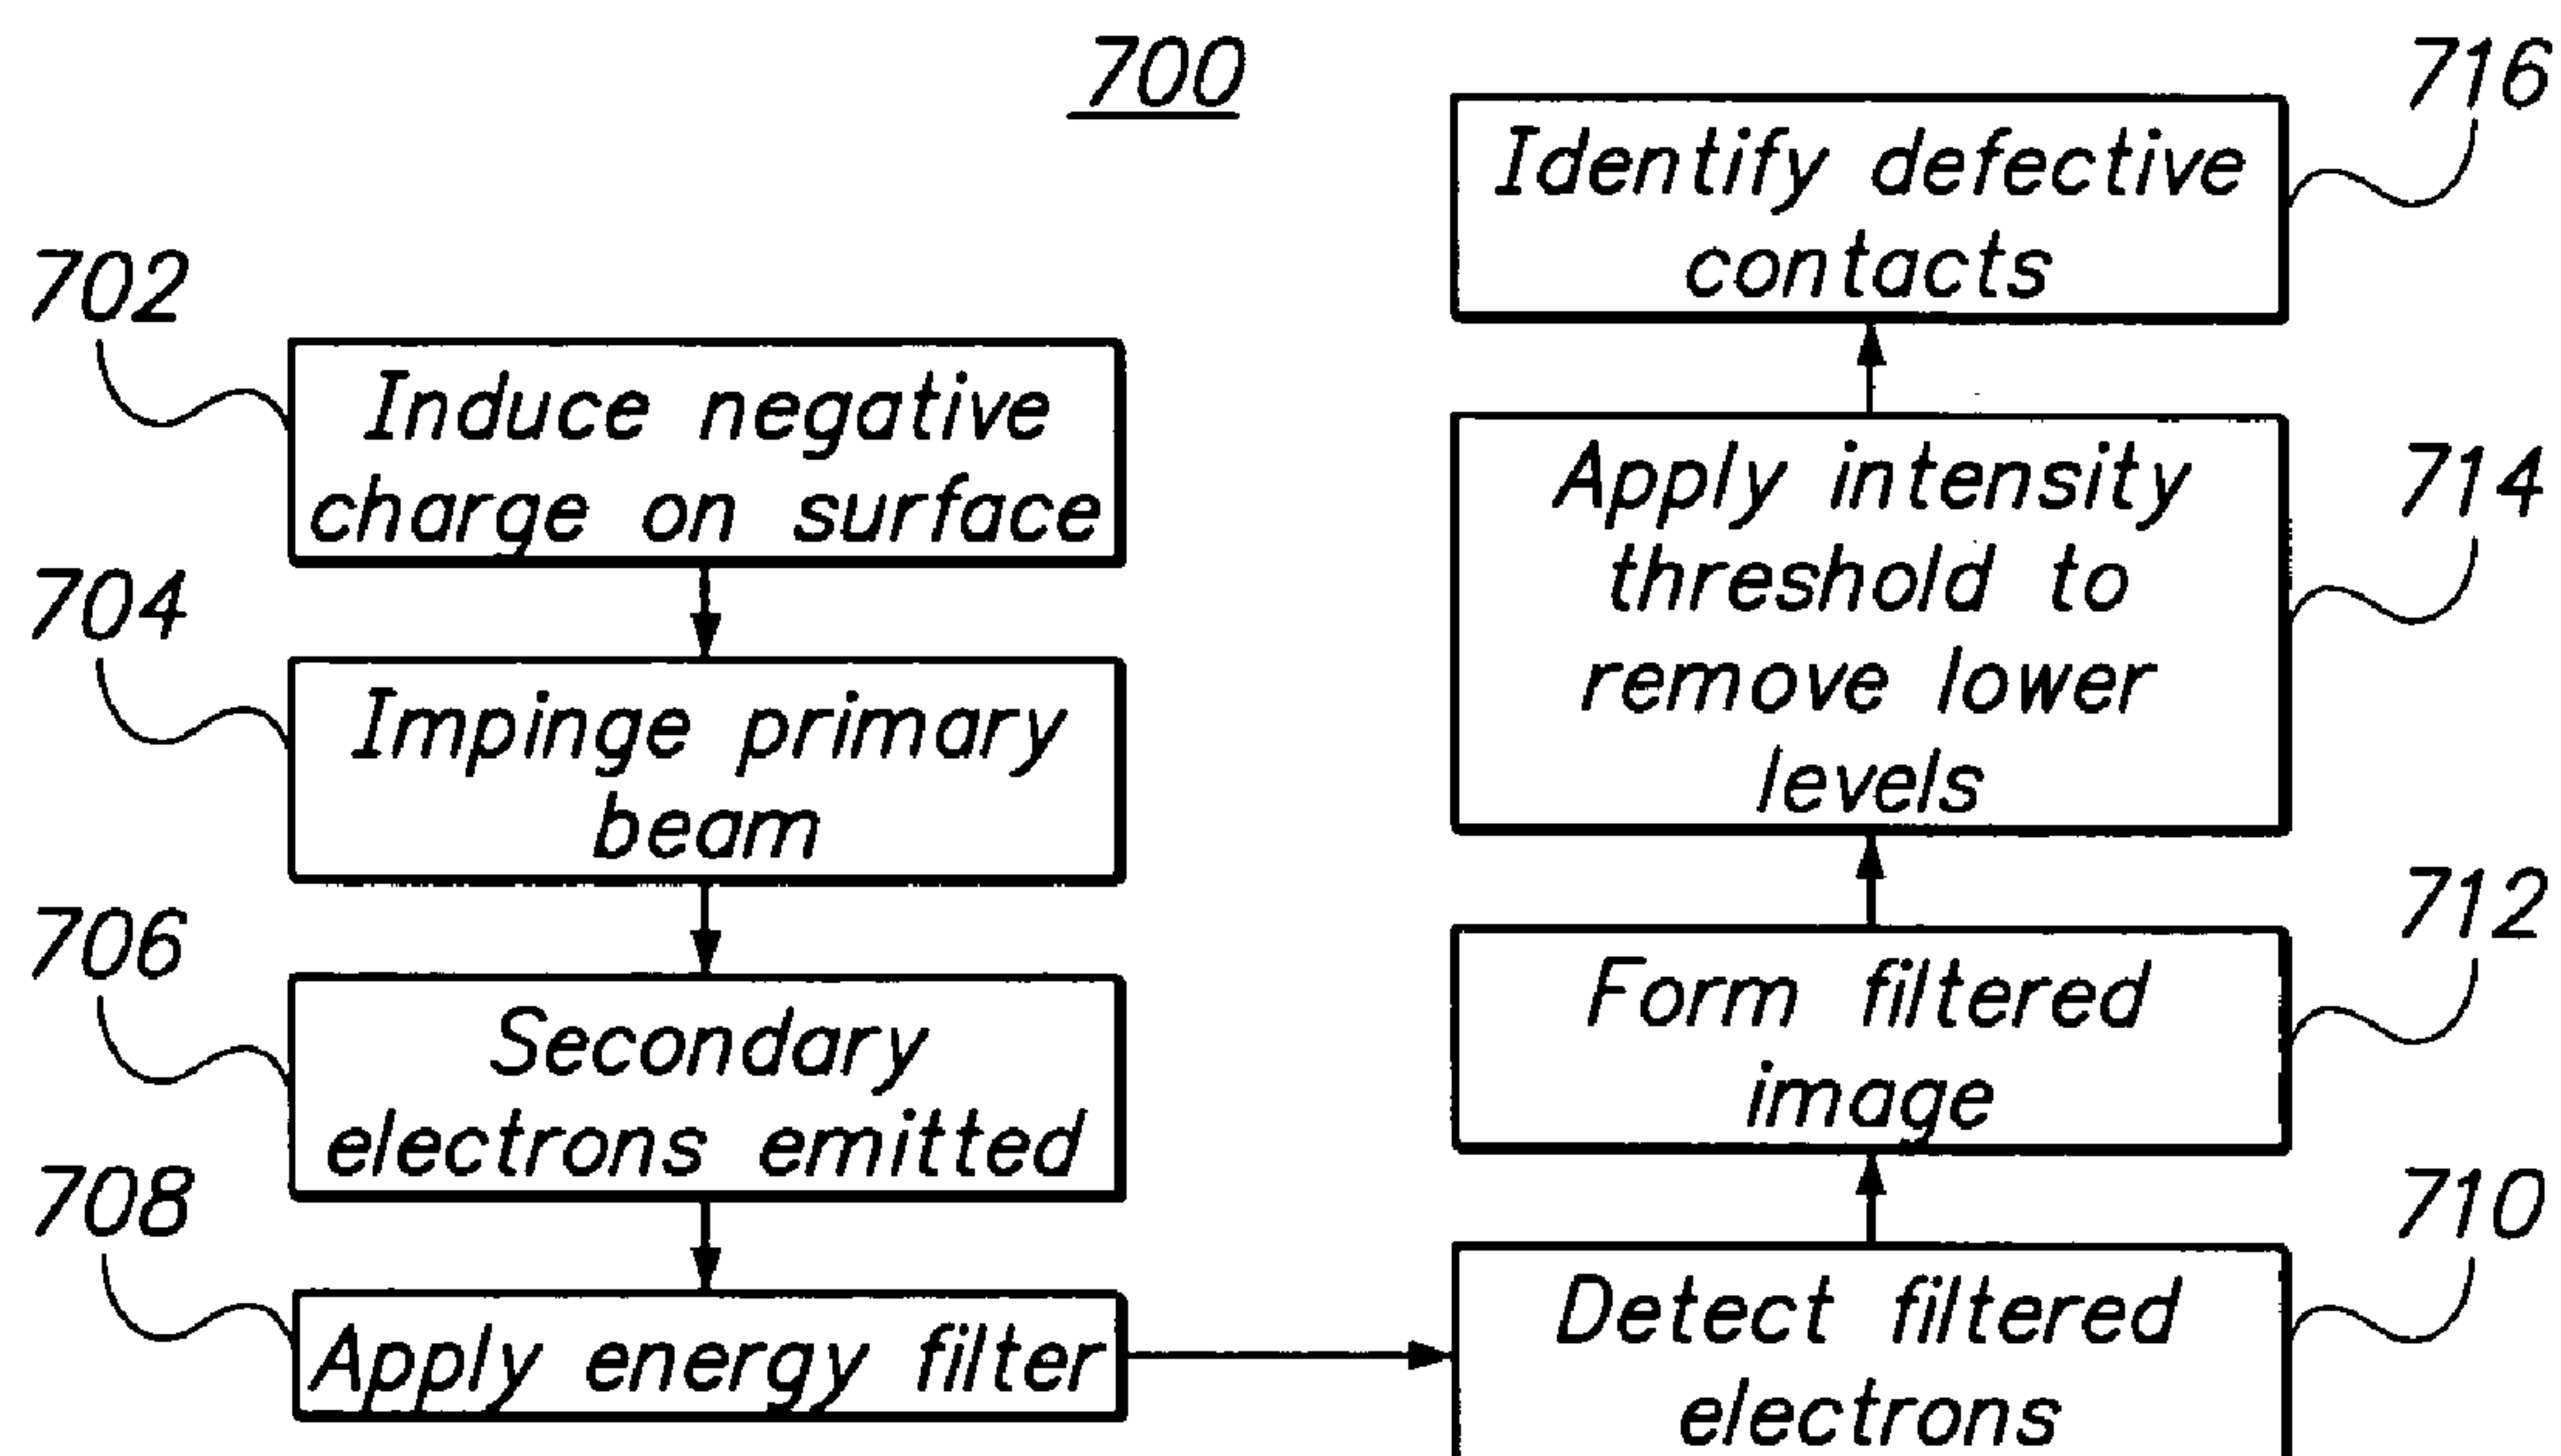 700
702
Induce negative
charge on surface
704
Impinge primary
beam
706
Secondary
electrons emitted
708
Apply energy filter
716
Identify defective
contacts
714
Apply intensity
threshold to
remove lower
levels
712
Form filtered
image
710
Detect filtered
electrons